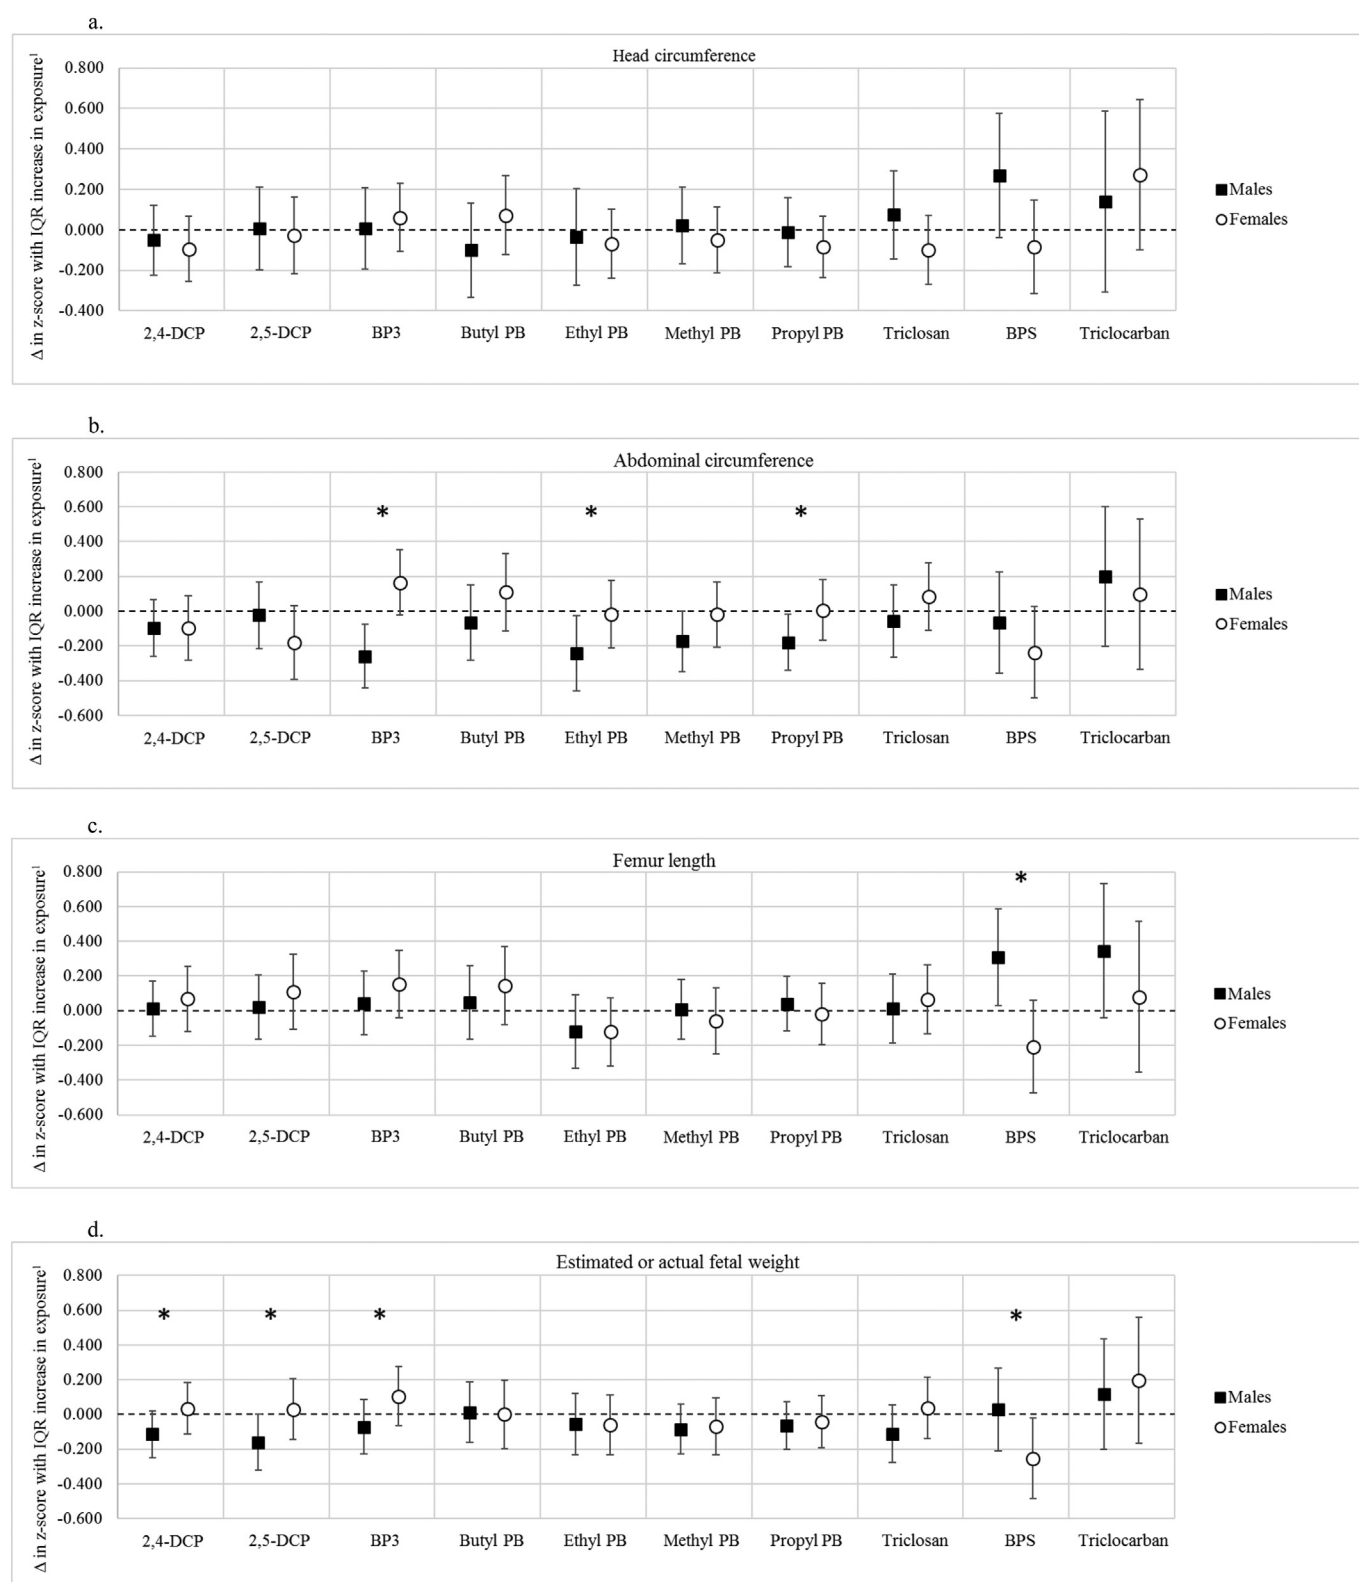 a.
Head circumference
Δ in z-score with IQR increase in exposure¹
0.800
0.600
0.400
0.200
0.000
-0.200
-0.400
2,4-DCP 2,5-DCP BP3 Butyl PB Ethyl PB Methyl PB Propyl PB Triclosan BPS Triclocarban
Males
Females
b.
Abdominal circumference
Δ in z-score with IQR increase in exposure¹
0.800
0.600
* * *
0.400
0.200
0.000
-0.200
-0.400
-0.600
2,4-DCP 2,5-DCP BP3 Butyl PB Ethyl PB Methyl PB Propyl PB Triclosan BPS Triclocarban
Males
Females
c.
Femur length
Δ in z-score with IQR increase in exposure¹
0.800
*
0.600
0.400
0.200
0.000
-0.200
-0.400
-0.600
2,4-DCP 2,5-DCP BP3 Butyl PB Ethyl PB Methyl PB Propyl PB Triclosan BPS Triclocarban
Males
Females
d.
Estimated or actual fetal weight
Δ in z-score with IQR increase in exposure¹
0.800
0.600
* * * *
0.400
0.200
0.000
-0.200
-0.400
-0.600
2,4-DCP 2,5-DCP BP3 Butyl PB Ethyl PB Methyl PB Propyl PB Triclosan BPS Triclocarban
Males
Females